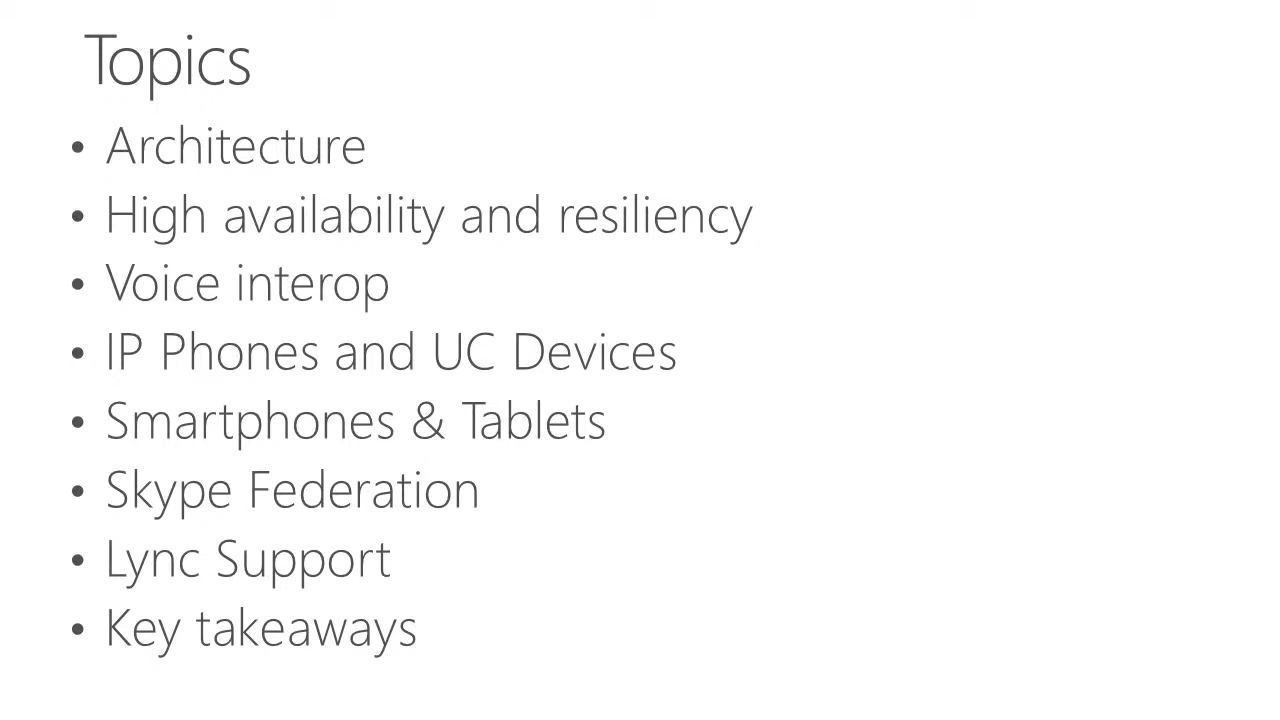 Topics
• Architecture
• High availability and resiliency
• Voice interop
• IP Phones and UC Devices
• Smartphones & Tablets
• Skype Federation
• Lync Support
• Key takeaways